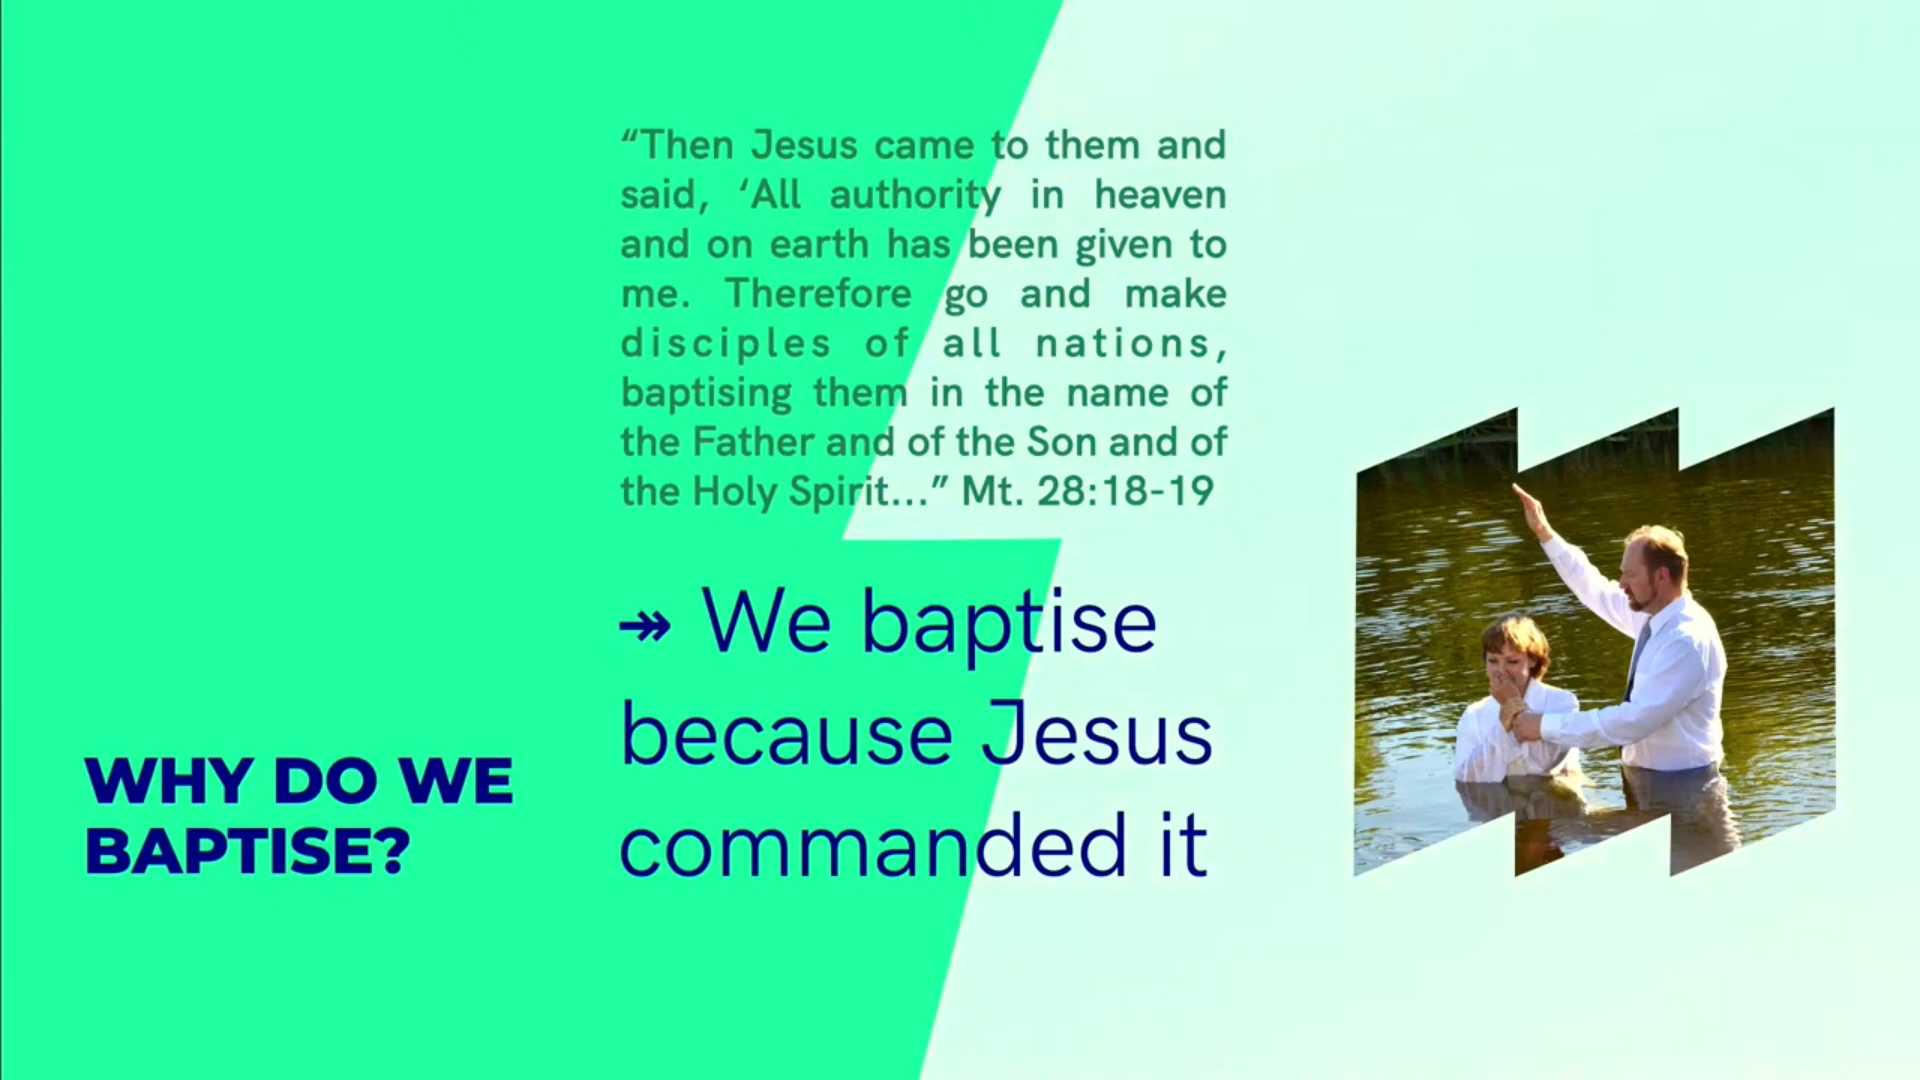 “Then Jesus came to them and
said, ‘All authority in heaven
and on earth has been given to
me. Therefore go and make
disciples of all nations,
baptising them in the name of
the Father and of the Son and of
the Holy Spirit...” Mt. 28:18-19
↠ We baptise
because Jesus
commanded it
WHY DO WE
BAPTISE?